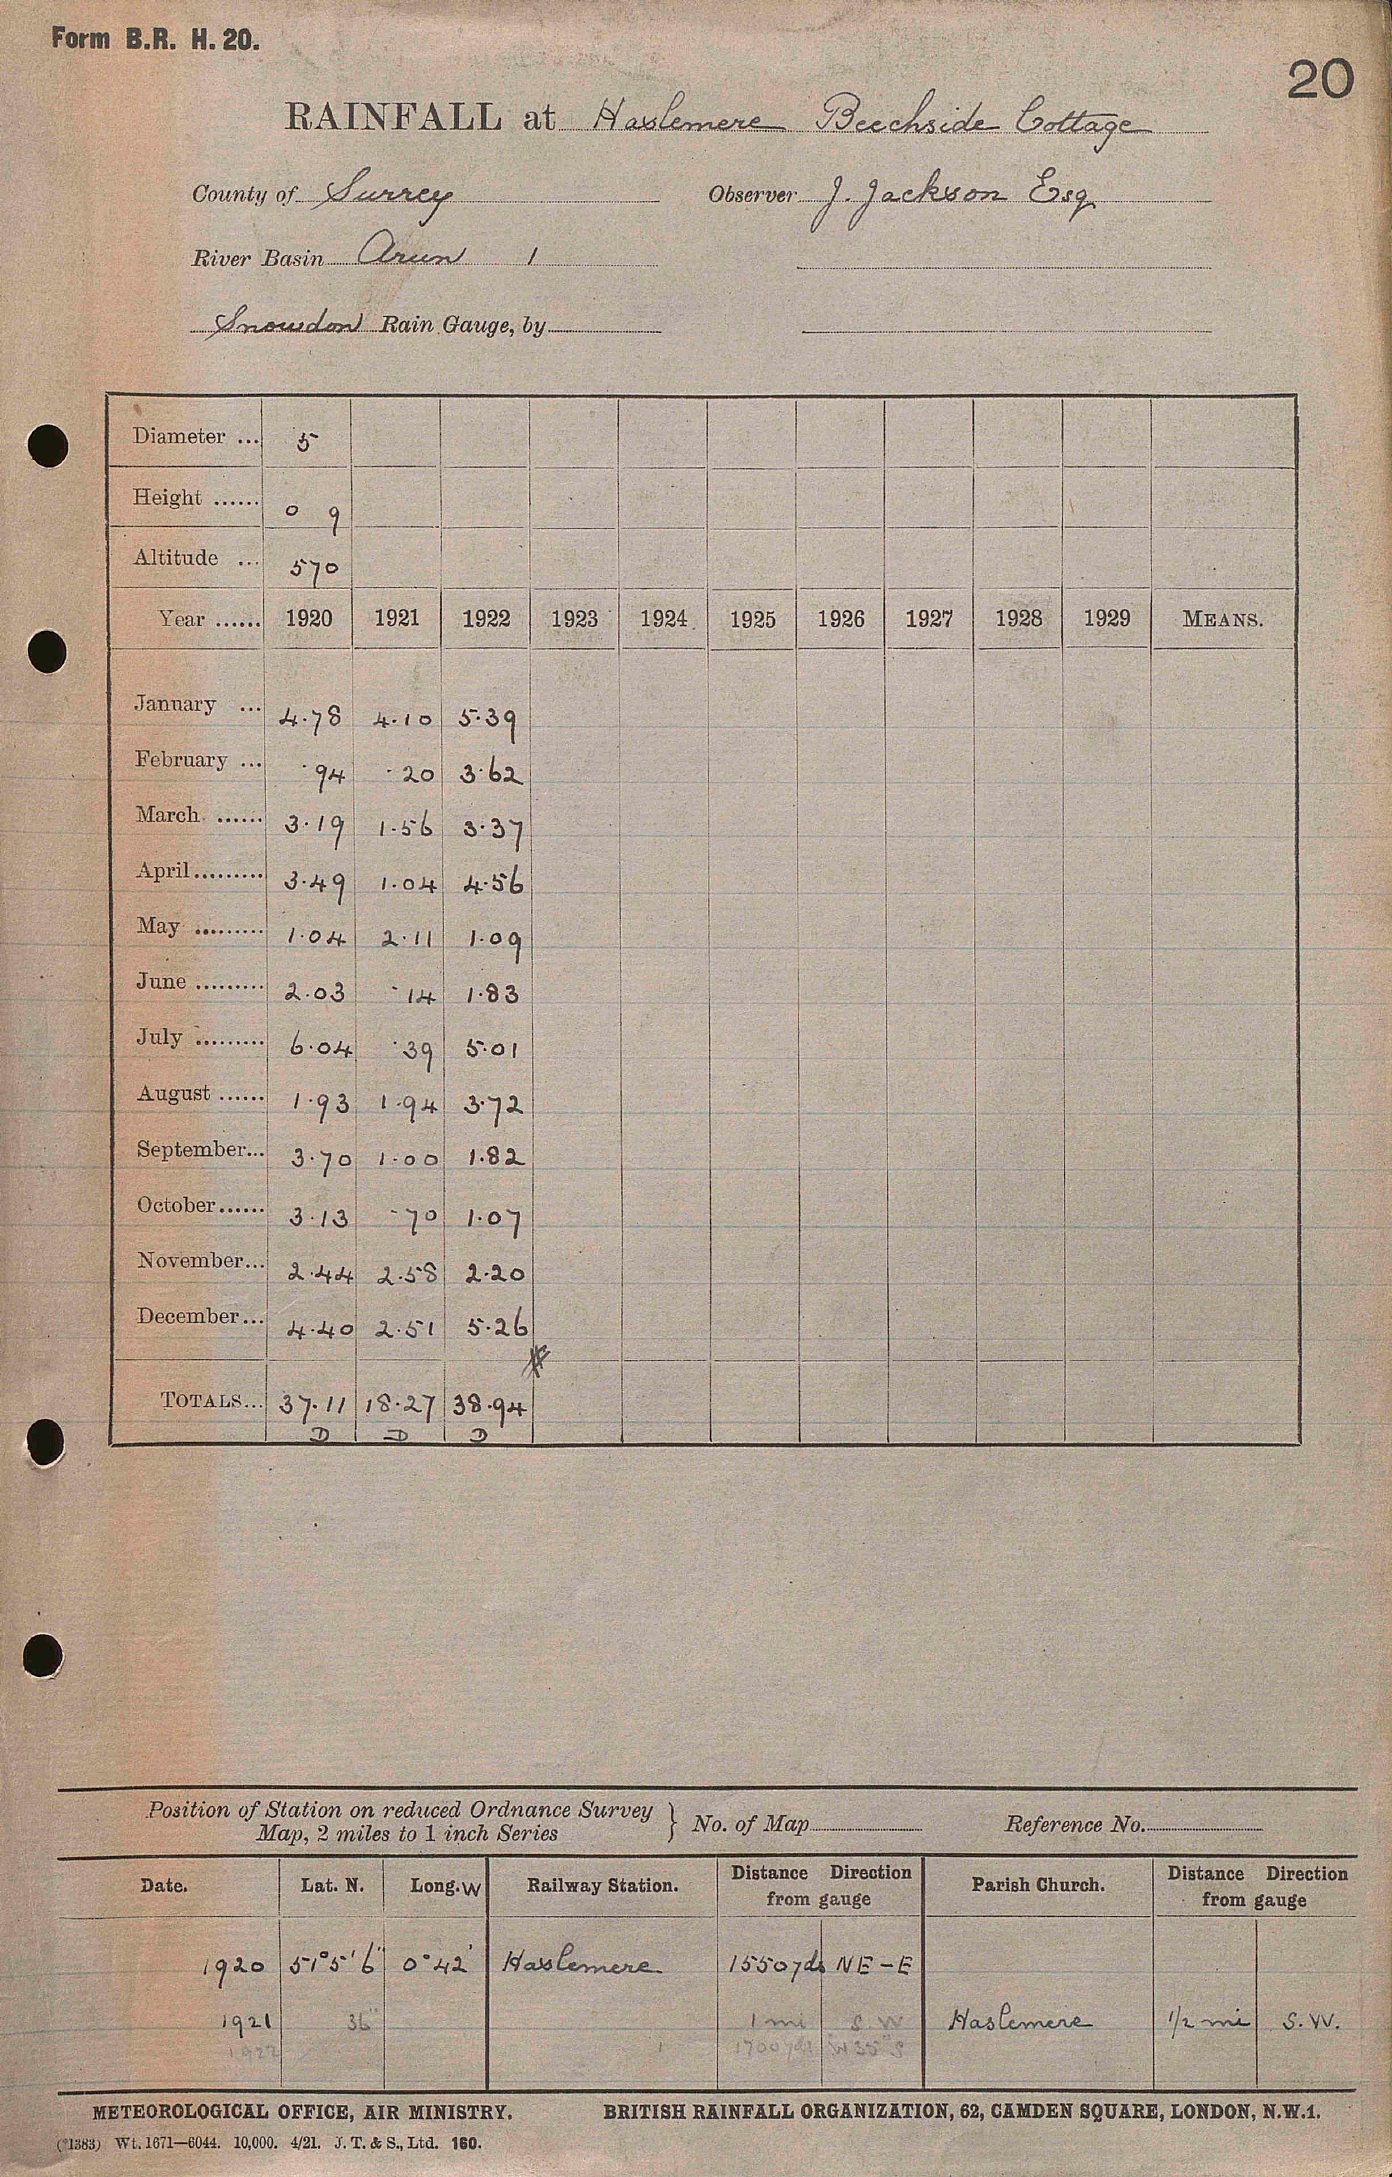 Form B.R. H. 20.
20
RAINFALL at Haslemere Beechside Cottage
County of Surrey Observer J. Jackson Esq
River Basin Arun 1
Snowdon Rain Gauge, by
Diameter ... 5
Height ...... 0 9
Altitude ... 570
Year ...... 1920 1921 1922 1923 1924 1925 1926 1927 1928 1929 MEANS.
January ... 4.78 4.10 5.39
February ... .94 .20 3.62
March ...... 3.19 1.56 3.37
April ......... 3.49 1.04 4.56
May ......... 1.04 2.11 1.09
June ......... 2.03 .14 1.83
July ......... 6.04 .39 5.01
August ...... 1.93 1.94 3.72
September... 3.70 1.00 1.82
October...... 3.13 .70 1.07
November... 2.44 2.58 2.20
December... 4.40 2.51 5.26
TOTALS... 37.11 18.27 38.94
D D D
Position of Station on reduced Ordnance Survey
Map, 2 miles to 1 inch Series } No. of Map Reference No.
Date. Lat. N. Long. W Railway Station. Distance Direction from gauge Parish Church. Distance Direction from gauge
1920 51° 5' 6" 0° 42' Haslemere 1550 yds NE-E
1921 36" 1 mi S.W Haslemere 1/2 mi S.W.
1922 1700 yds W 35° S
METEOROLOGICAL OFFICE, AIR MINISTRY. BRITISH RAINFALL ORGANIZATION, 62, CAMDEN SQUARE, LONDON, N.W.1.
(*1383) Wt. 1671—6044. 10,000. 4/21. J. T. & S., Ltd. 160.